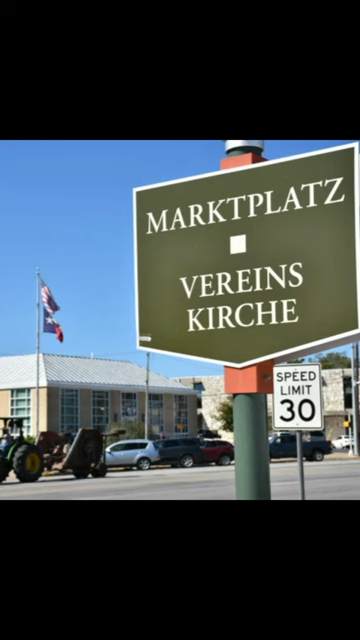 MARKTPLATZ
VEREINS
KIRCHE
SPEED
LIMIT
30